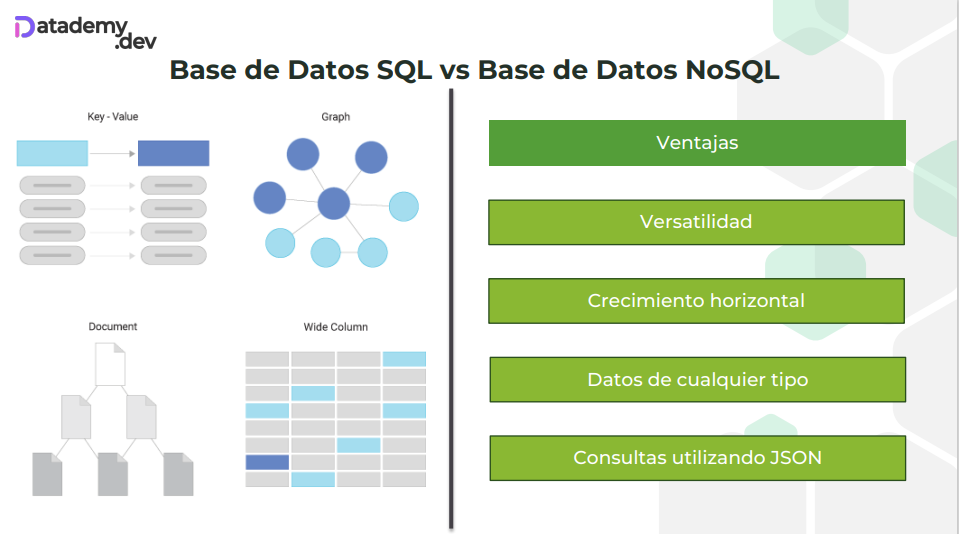 Datademy
.dev
Base de Datos SQL vs Base de Datos NoSQL
Key - Value
Graph
Document
Wide Column
Ventajas
Versatilidad
Crecimiento horizontal
Datos de cualquier tipo
Consultas utilizando JSON